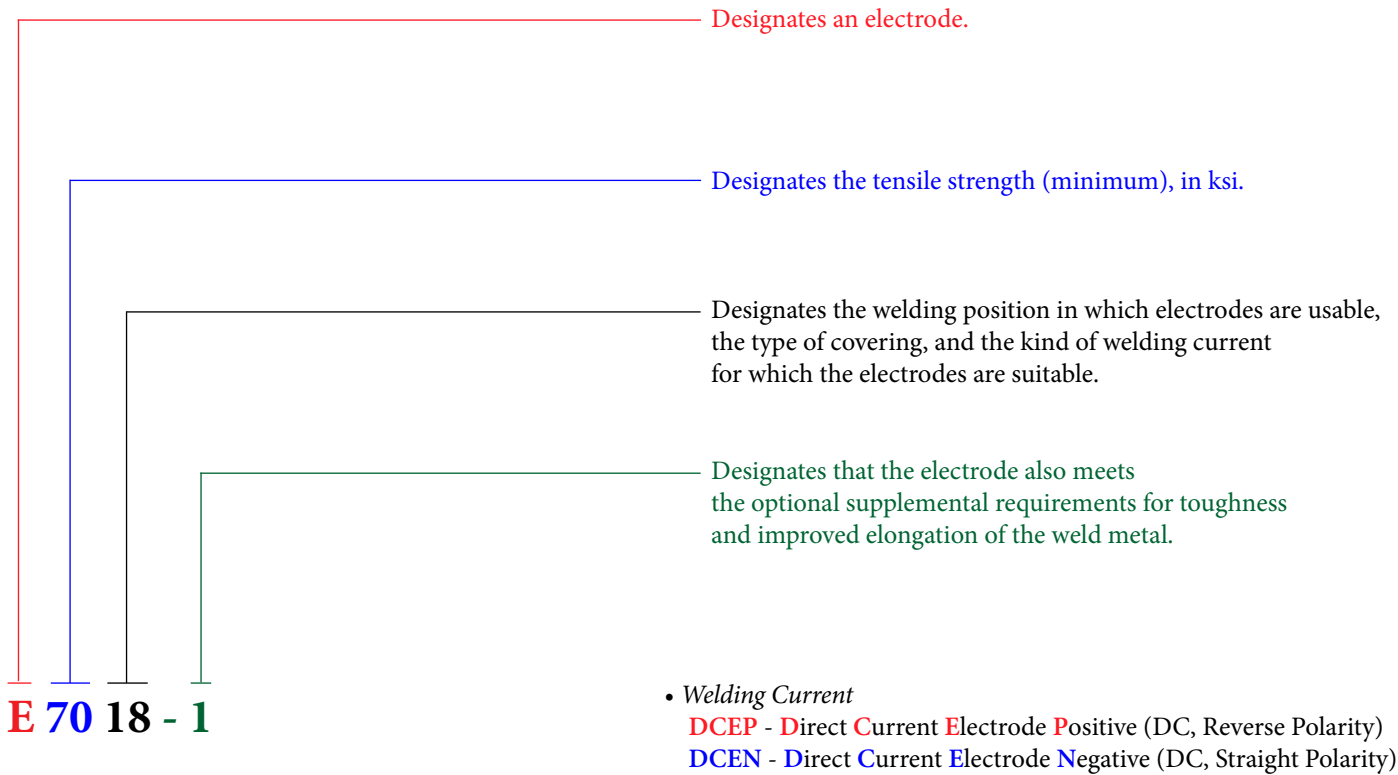 Designates an electrode.
Designates the tensile strength (minimum), in ksi.
Designates the welding position in which electrodes are usable,
the type of covering, and the kind of welding current
for which the electrodes are suitable.
Designates that the electrode also meets
the optional supplemental requirements for toughness
and improved elongation of the weld metal.
E 70 18 - 1
• Welding Current
DCEP - Direct Current Electrode Positive (DC, Reverse Polarity)
DCEN - Direct Current Electrode Negative (DC, Straight Polarity)